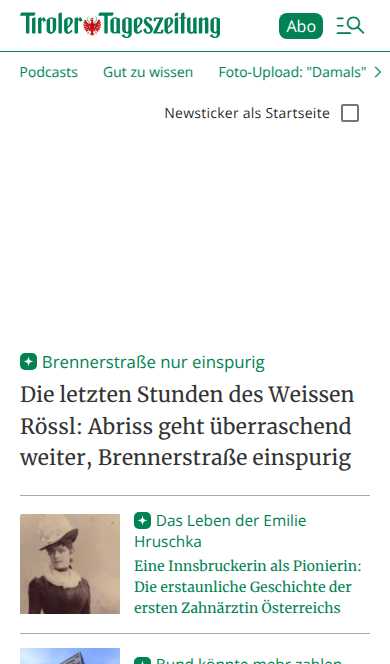 Tiroler Tageszeitung
Abo
Podcasts Gut zu wissen Foto-Upload: "Damals"
Newsticker als Startseite
Brennerstraße nur einspurig
Die letzten Stunden des Weissen
Rössl: Abriss geht überraschend
weiter, Brennerstraße einspurig
Das Leben der Emilie
Hruschka
Eine Innsbruckerin als Pionierin:
Die erstaunliche Geschichte der
ersten Zahnärztin Österreichs
Bund könnte mehr zahlen